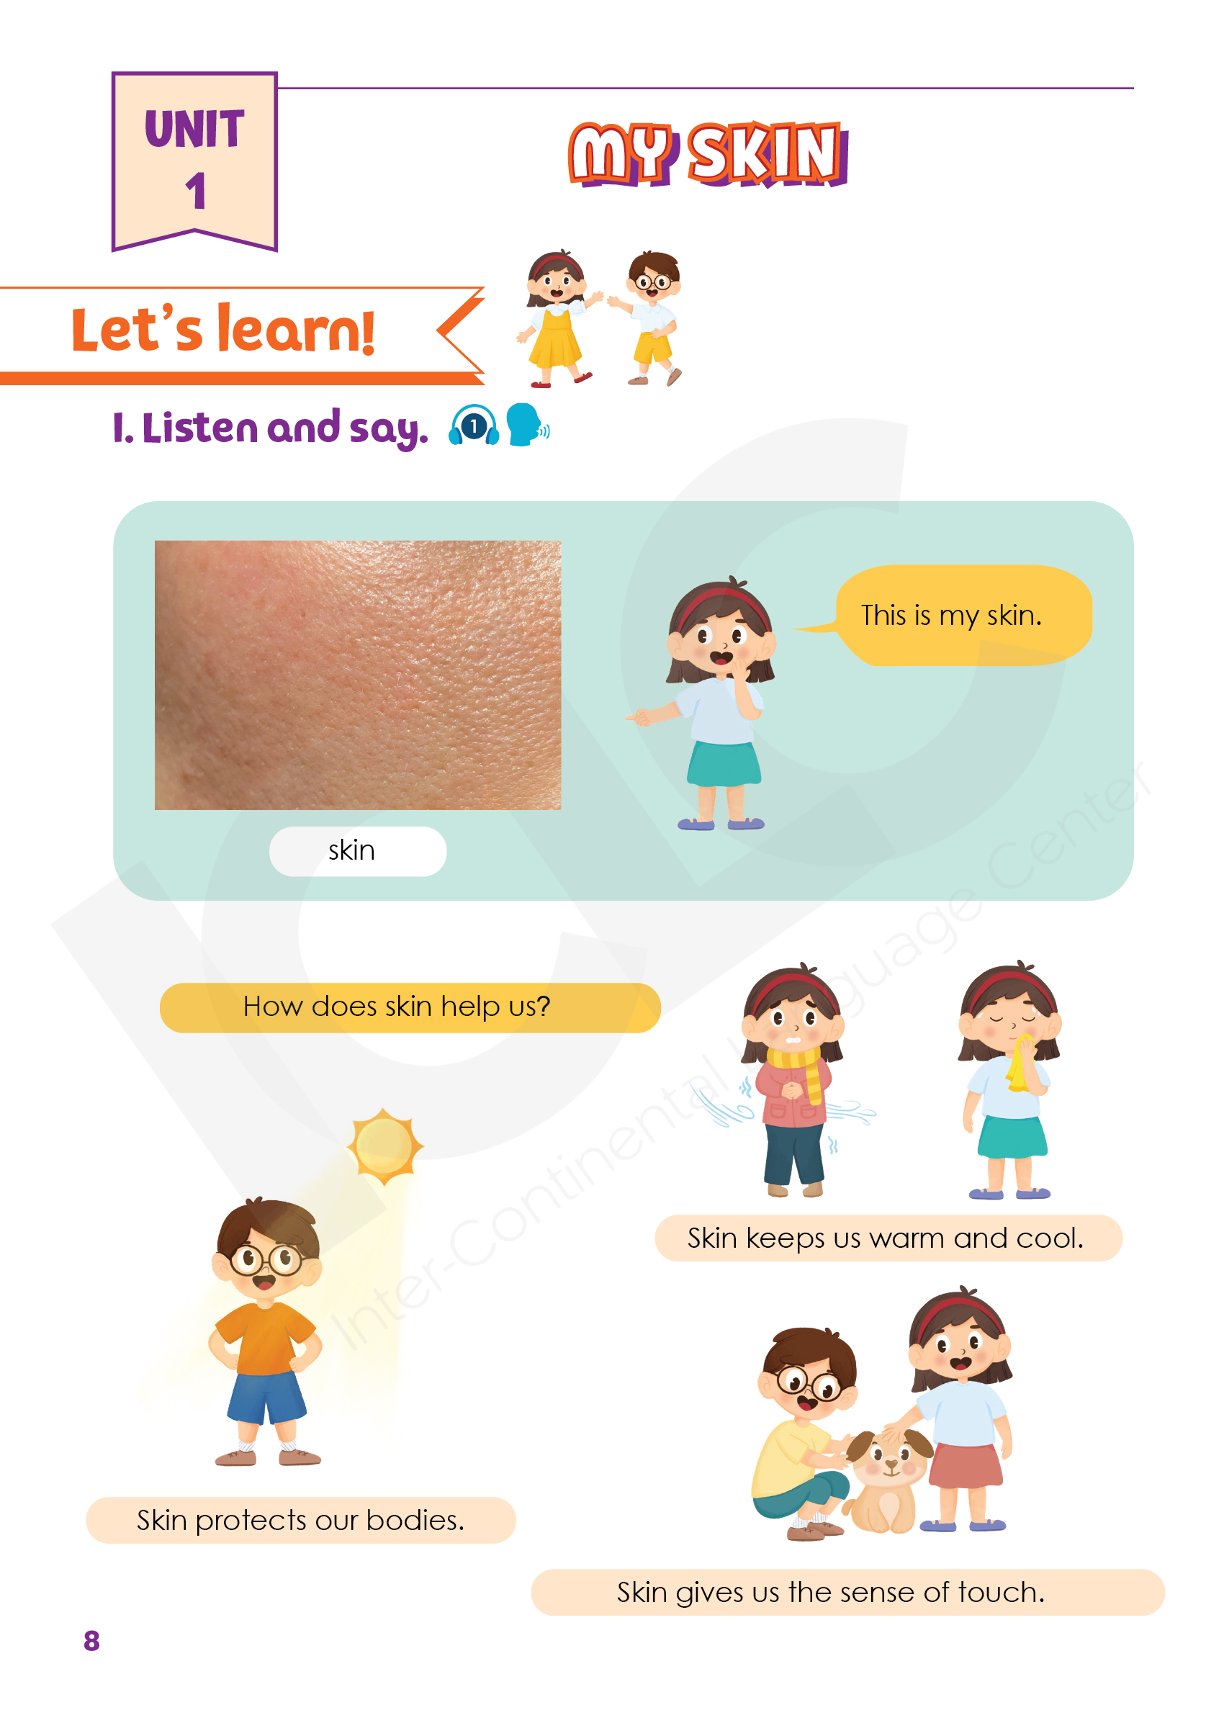 UNIT
1
MY SKIN
Let's learn!
1. Listen and say.
1
This is my skin.
skin
How does skin help us?
Skin keeps us warm and cool.
Skin protects our bodies.
Skin gives us the sense of touch.
8
ICLC
Inter-Continental Language Center